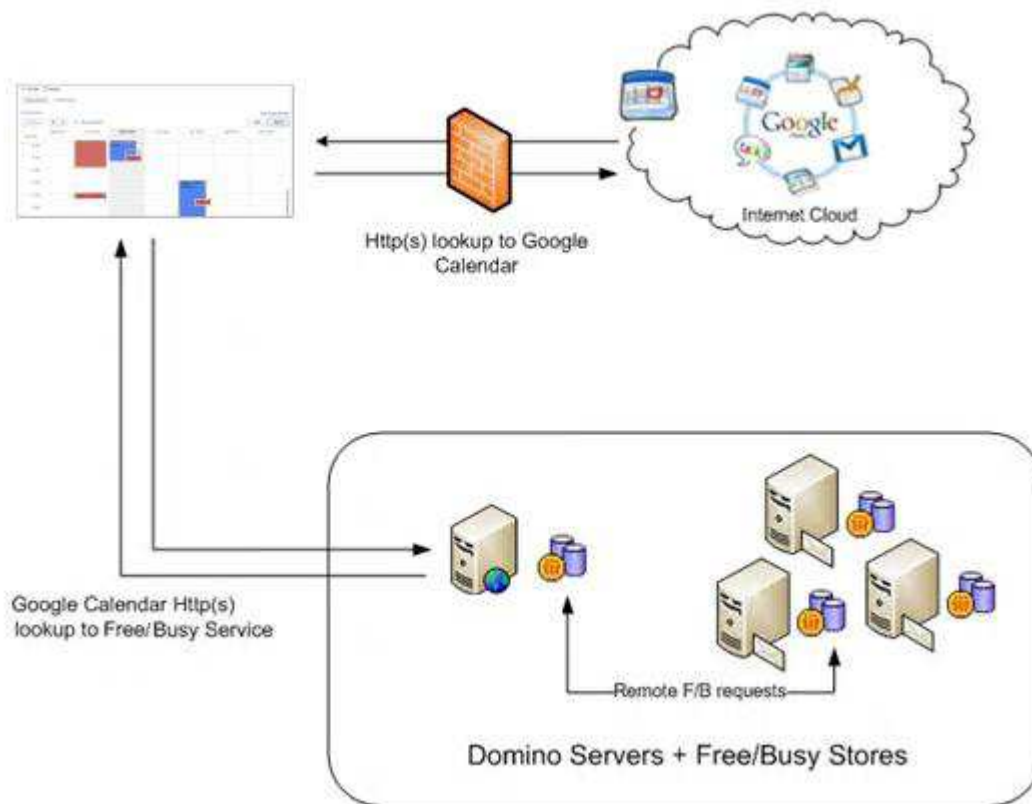 Google
Internet Cloud
Http(s) lookup to Google
Calendar
Google Calendar Http(s)
lookup to Free/Busy Service
Remote F/B requests
Domino Servers + Free/Busy Stores